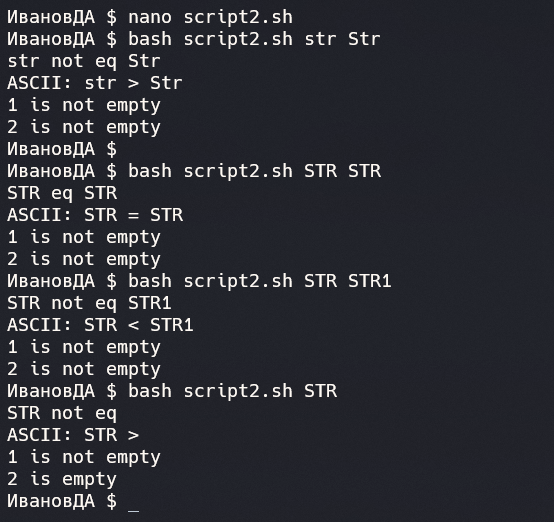 ИвановДА $ nano script2.sh
ИвановДА $ bash script2.sh str Str
str not eq Str
ASCII: str > Str
1 is not empty
2 is not empty
ИвановДА $
ИвановДА $ bash script2.sh STR STR
STR eq STR
ASCII: STR = STR
1 is not empty
2 is not empty
ИвановДА $ bash script2.sh STR STR1
STR not eq STR1
ASCII: STR < STR1
1 is not empty
2 is not empty
ИвановДА $ bash script2.sh STR
STR not eq
ASCII: STR >
1 is not empty
2 is empty
ИвановДА $ _